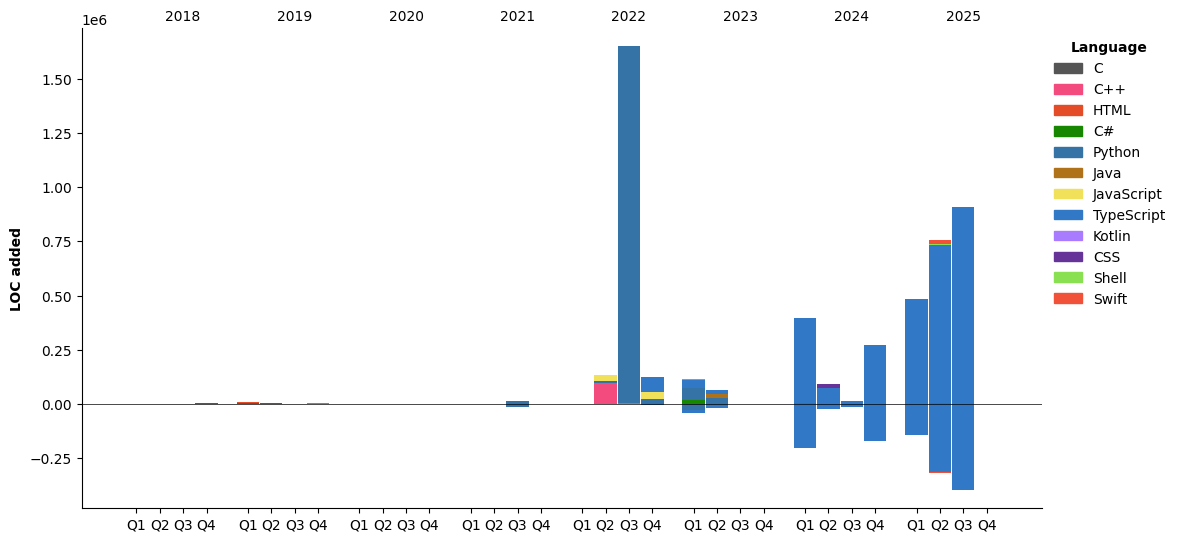 2018 2019 2020 2021 2022 2023 2024 2025
1e6
Language
C
C++
HTML
C#
Python
Java
JavaScript
TypeScript
Kotlin
CSS
Shell
Swift
LOC added
1.50
1.25
1.00
0.75
0.50
0.25
0.00
−0.25
Q1 Q2 Q3 Q4 Q1 Q2 Q3 Q4 Q1 Q2 Q3 Q4 Q1 Q2 Q3 Q4 Q1 Q2 Q3 Q4 Q1 Q2 Q3 Q4 Q1 Q2 Q3 Q4 Q1 Q2 Q3 Q4